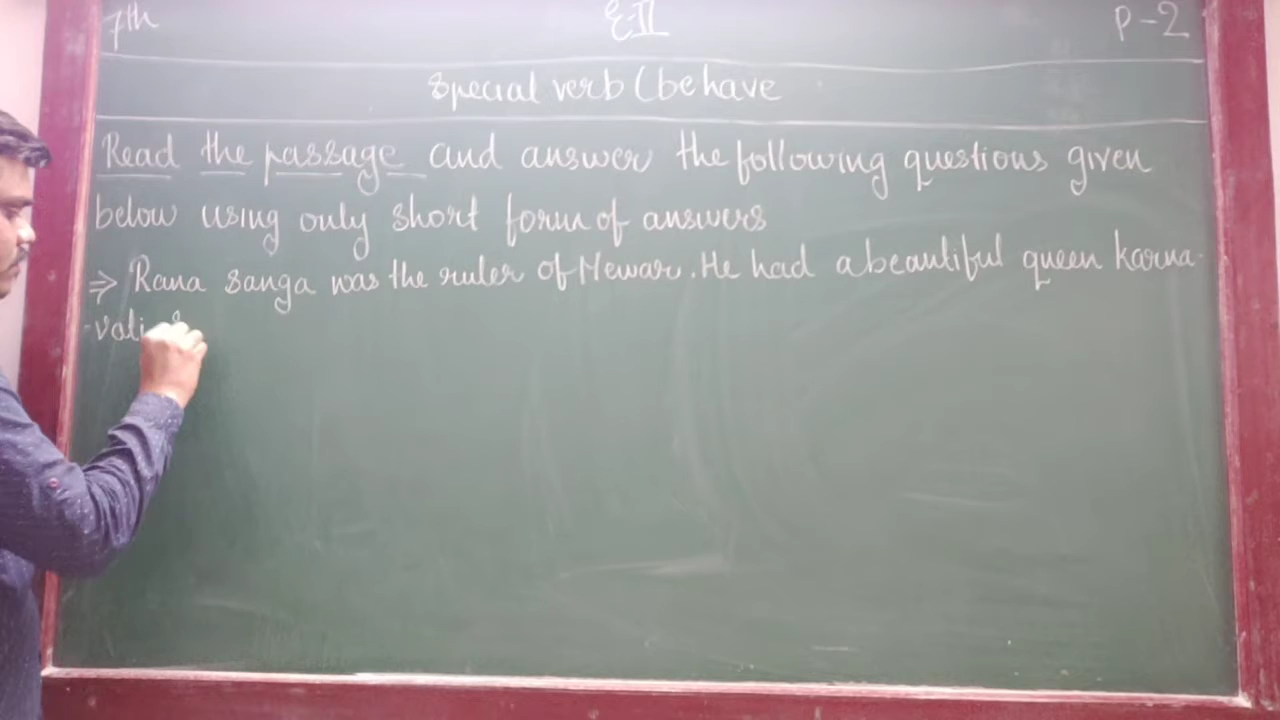 7th E-II P-2
Special verb (be have
Read the passage and answer the following questions given
below using only short form of answers
⇒ Rana Sanga was the ruler of Mewar. He had a beautiful queen karna-
-vati